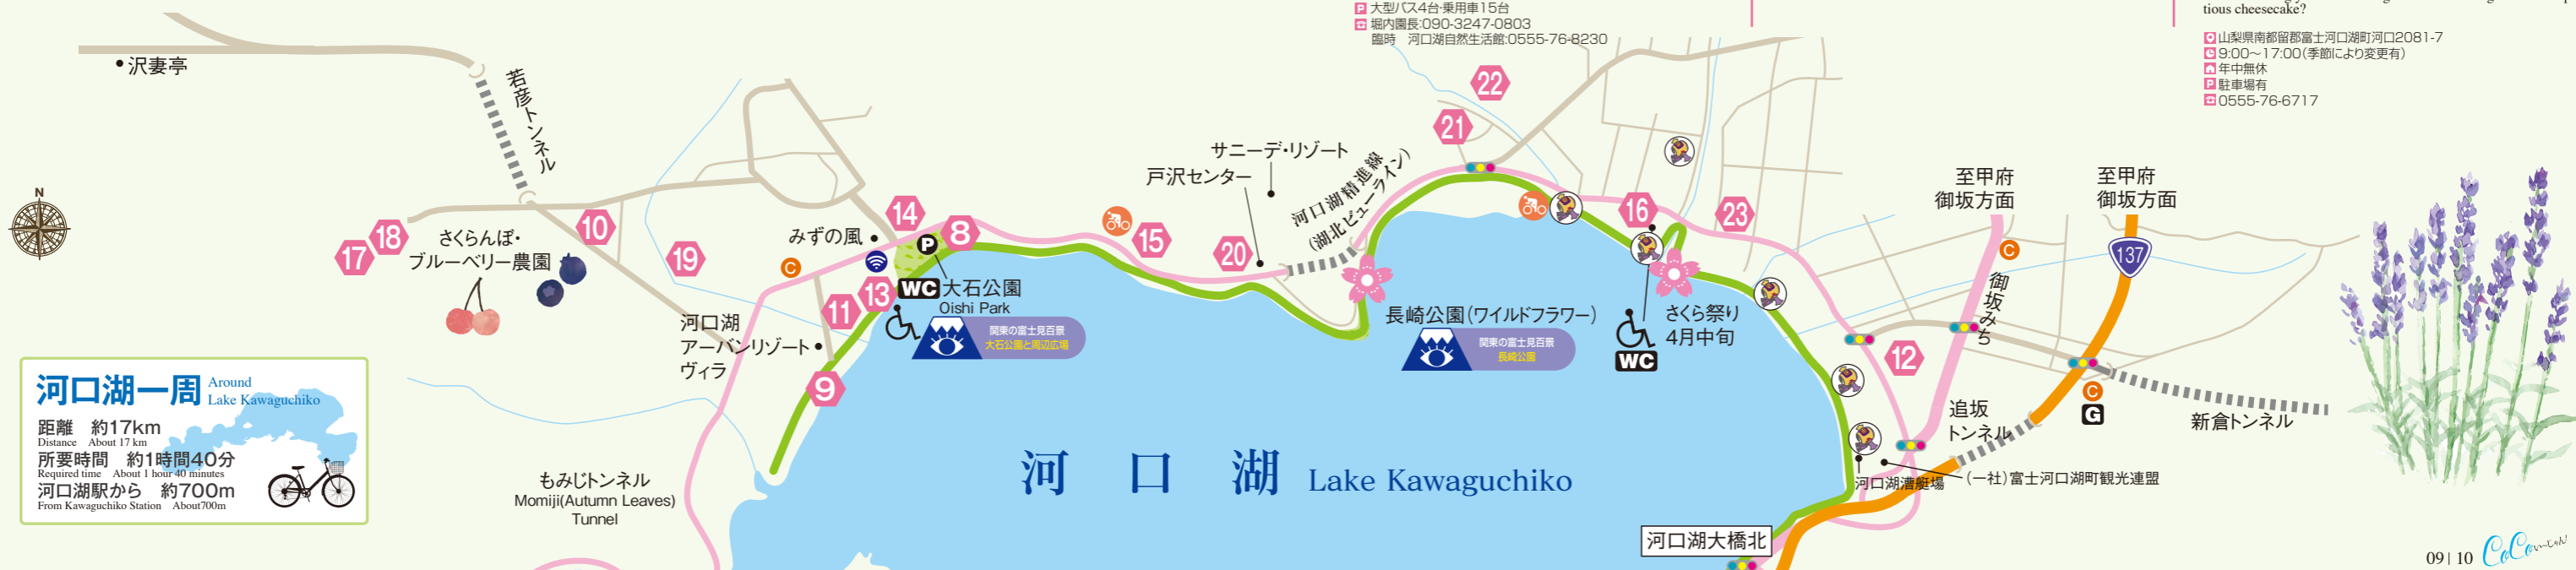 大型バス4台・乗用車15台
堀内園長:090-3247-0803
臨時　河口湖自然生活館:0555-76-8230
tious cheesecake?
山梨県南都留郡富士河口湖町河口2081-7
9:00～17:00(季節により変更有)
年中無休
P 駐車場有
0555-76-6717
沢妻亭
若彦トンネル
N
17
18
さくらんぼ・
ブルーベリー農園
10
19
C
みずの風
14
P
8
WC
大石公園
Oishi Park
関東の富士見百景
大石公園と周辺広場
11
13
河口湖
アーバンリゾート
ヴィラ
9
15
20
戸沢センター
サニーデ・リゾート
河口湖精進線
(湖北ビューライン)
22
21
長崎公園(ワイルドフラワー)
関東の富士見百景
長崎公園
16
WC
さくら祭り
4月中旬
23
至甲府
御坂方面
至甲府
御坂方面
C
137
御坂みち
12
C
G
追坂
トンネル
新倉トンネル
河口湖漕艇場
(一社)富士河口湖町観光連盟
河口湖大橋北
河口湖 Lake Kawaguchiko
もみじトンネル
Momiji(Autumn Leaves)
Tunnel
河口湖一周 Around
Lake Kawaguchiko
距離　約17km
Distance About 17 km
所要時間　約1時間40分
Required time About 1 hour 40 minutes
河口湖駅から　約700m
From Kawaguchiko Station About700m
09 | 10
CoCoいーじゃん